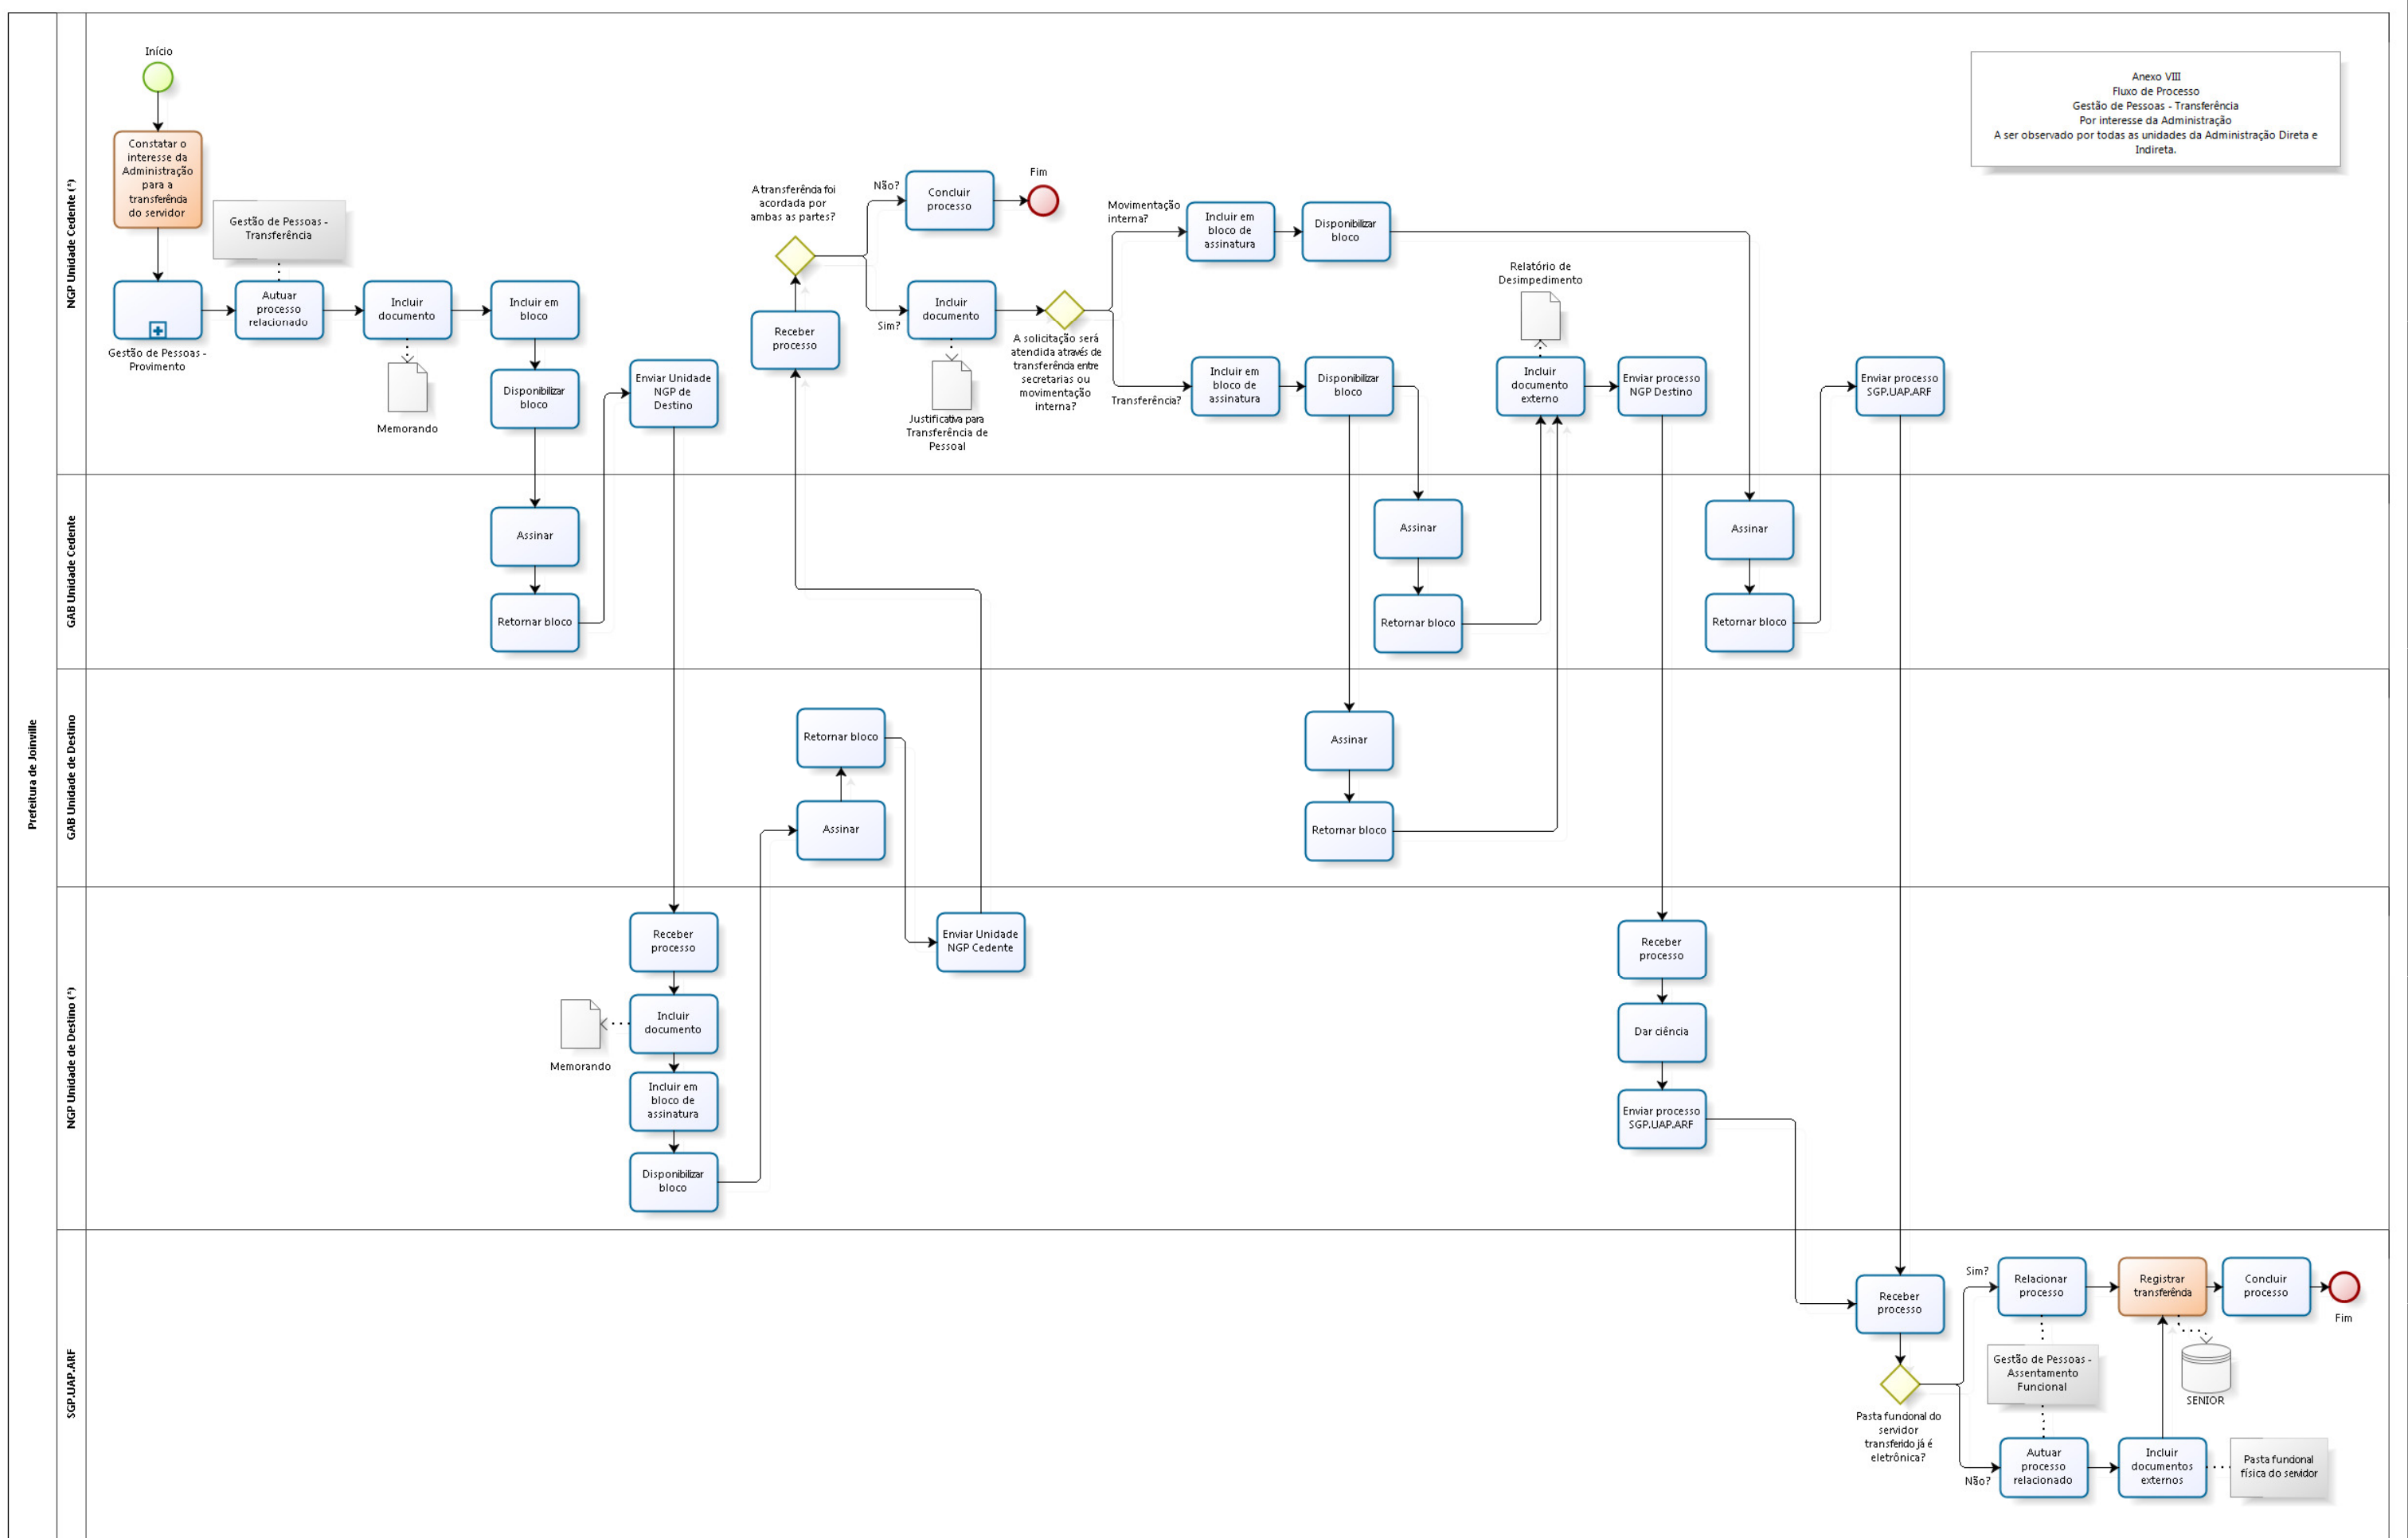 Prefeitura de Joinville
NGP Unidade Cedente (*)
Início
Constatar o
interesse da
Administração
para a
transferência
do servidor
Gestão de Pessoas -
Provimento
Gestão de Pessoas -
Transferência
Autuar
processo
relacionado
Incluir
documento
Memorando
Incluir em
bloco
Disponibilizar
bloco
Enviar Unidade
NGP de
Destino
Receber
processo
A transferência foi
acordada por
ambas as partes?
Não?
Concluir
processo
Fim
Sim?
Incluir
documento
Justificativa para
Transferência de
Pessoal
A solicitação será
atendida através de
transferência entre
secretarias ou
movimentação
interna?
Movimentação
interna?
Incluir em
bloco de
assinatura
Disponibilizar
bloco
Transferência?
Incluir em
bloco de
assinatura
Disponibilizar
bloco
Relatório de
Desimpedimento
Incluir
documento
externo
Enviar processo
NGP Destino
Enviar processo
SGP.UAP.ARF
Anexo VIII
Fluxo de Processo
Gestão de Pessoas - Transferência
Por interesse da Administração
A ser observado por todas as unidades da Administração Direta e
Indireta.
GAB Unidade Cedente
Assinar
Retornar bloco
Assinar
Retornar bloco
Assinar
Retornar bloco
GAB Unidade de Destino
Retornar bloco
Assinar
Assinar
Retornar bloco
NGP Unidade de Destino (*)
Receber
processo
Incluir
documento
Memorando
Incluir em
bloco de
assinatura
Disponibilizar
bloco
Enviar Unidade
NGP Cedente
Receber
processo
Dar ciência
Enviar processo
SGP.UAP.ARF
SGP.UAP.ARF
Receber
processo
Pasta funcional do
servidor
transferido já é
eletrônica?
Sim?
Relacionar
processo
Registrar
transferência
Concluir
processo
Fim
Gestão de Pessoas -
Assentamento
Funcional
SENIOR
Não?
Autuar
processo
relacionado
Incluir
documentos
externos
Pasta funcional
física do servidor